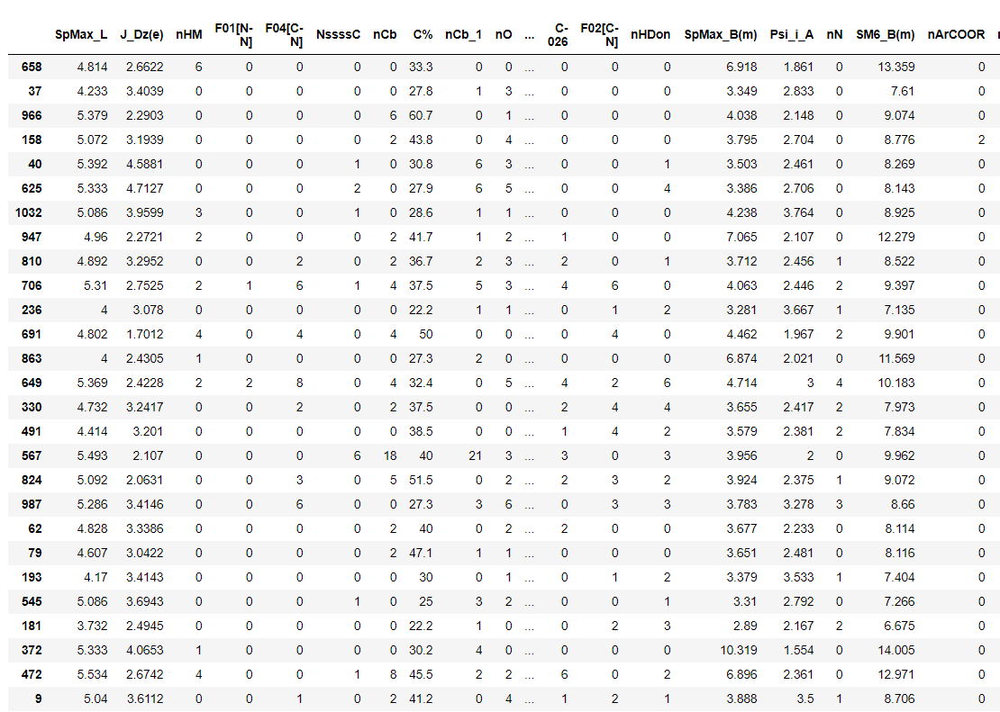 SpMax_L J_Dz(e) nHM F01[N-N] F04[C-N] NssssC nCb C% nCb_1 nO ... C-026 F02[C-N] nHDon SpMax_B(m) Psi_i_A nN SM6_B(m) nArCOOR
658 4.814 2.6622 6 0 0 0 0 33.3 0 0 ... 0 0 0 6.918 1.861 0 13.359 0
37 4.233 3.4039 0 0 0 0 0 27.8 1 3 ... 0 0 0 3.349 2.833 0 7.61 0
966 5.379 2.2903 0 0 0 0 6 60.7 0 1 ... 0 0 0 4.038 2.148 0 9.074 0
158 5.072 3.1939 0 0 0 0 2 43.8 0 4 ... 0 0 0 3.795 2.704 0 8.776 2
40 5.392 4.5881 0 0 0 1 0 30.8 6 3 ... 0 0 1 3.503 2.461 0 8.269 0
625 5.333 4.7127 0 0 0 2 0 27.9 6 5 ... 0 0 4 3.386 2.706 0 8.143 0
1032 5.086 3.9599 3 0 0 1 0 28.6 1 1 ... 0 0 0 4.238 3.764 0 8.925 0
947 4.96 2.2721 2 0 0 0 2 41.7 1 2 ... 1 0 0 7.065 2.107 0 12.279 0
810 4.892 3.2952 0 0 2 0 2 36.7 2 3 ... 2 0 1 3.712 2.456 1 8.522 0
706 5.31 2.7525 2 1 6 1 4 37.5 5 3 ... 4 6 0 4.063 2.446 2 9.397 0
236 4 3.078 0 0 0 0 0 22.2 1 1 ... 0 1 2 3.281 3.667 1 7.135 0
691 4.802 1.7012 4 0 4 0 4 50 0 0 ... 0 4 0 4.462 1.967 2 9.901 0
863 4 2.4305 1 0 0 0 0 27.3 2 0 ... 0 0 0 6.874 2.021 0 11.569 0
649 5.369 2.4228 2 2 8 0 4 32.4 0 5 ... 4 2 6 4.714 3 4 10.183 0
330 4.732 3.2417 0 0 2 0 2 37.5 0 0 ... 2 4 4 3.655 2.417 2 7.973 0
491 4.414 3.201 0 0 0 0 0 38.5 0 0 ... 1 4 2 3.579 2.381 2 7.834 0
567 5.493 2.107 0 0 0 6 18 40 21 3 ... 3 0 3 3.956 2 0 9.962 0
824 5.092 2.0631 0 0 3 0 5 51.5 0 2 ... 2 3 2 3.924 2.375 1 9.072 0
987 5.286 3.4146 0 0 6 0 0 27.3 3 6 ... 0 3 3 3.783 3.278 3 8.66 0
62 4.828 3.3386 0 0 0 0 2 40 0 2 ... 2 0 0 3.677 2.233 0 8.114 0
79 4.607 3.0422 0 0 0 0 2 47.1 1 1 ... 0 0 0 3.651 2.481 0 8.116 0
193 4.17 3.4143 0 0 0 0 0 30 0 1 ... 0 1 2 3.379 3.533 1 7.404 0
545 5.086 3.6943 0 0 0 1 0 25 3 2 ... 0 0 1 3.31 2.792 0 7.266 0
181 3.732 2.4945 0 0 0 0 0 22.2 1 0 ... 0 2 3 2.89 2.167 2 6.675 0
372 5.333 4.0653 1 0 0 0 0 30.2 4 0 ... 0 0 0 10.319 1.554 0 14.005 0
472 5.534 2.6742 4 0 0 1 8 45.5 2 2 ... 6 0 2 6.896 2.361 0 12.971 0
9 5.04 3.6112 0 0 1 0 2 41.2 0 4 ... 1 2 1 3.888 3.5 1 8.706 0